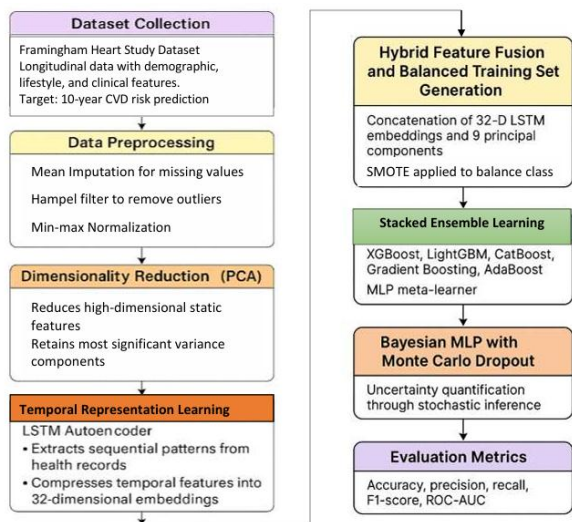 Dataset Collection
Framingham Heart Study Dataset
Longitudinal data with demographic,
lifestyle, and clinical features.
Target: 10-year CVD risk prediction
Data Preprocessing
Mean Imputation for missing values
Hampel filter to remove outliers
Min-max Normalization
Dimensionality Reduction (PCA)
Reduces high-dimensional static
features
Retains most significant variance
components
Temporal Representation Learning
LSTM Autoencoder
• Extracts sequential patterns from
health records
• Compresses temporal features into
32-dimensional embeddings
Hybrid Feature Fusion
and Balanced Training Set
Generation
Concatenation of 32-D LSTM
embeddings and 9 principal
components
SMOTE applied to balance class
Stacked Ensemble Learning
XGBoost, LightGBM, CatBoost,
Gradient Boosting, AdaBoost
MLP meta-learner
Bayesian MLP with
Monte Carlo Dropout
Uncertainty quantification
through stochastic inference
Evaluation Metrics
Accuracy, precision, recall,
F1-score, ROC-AUC